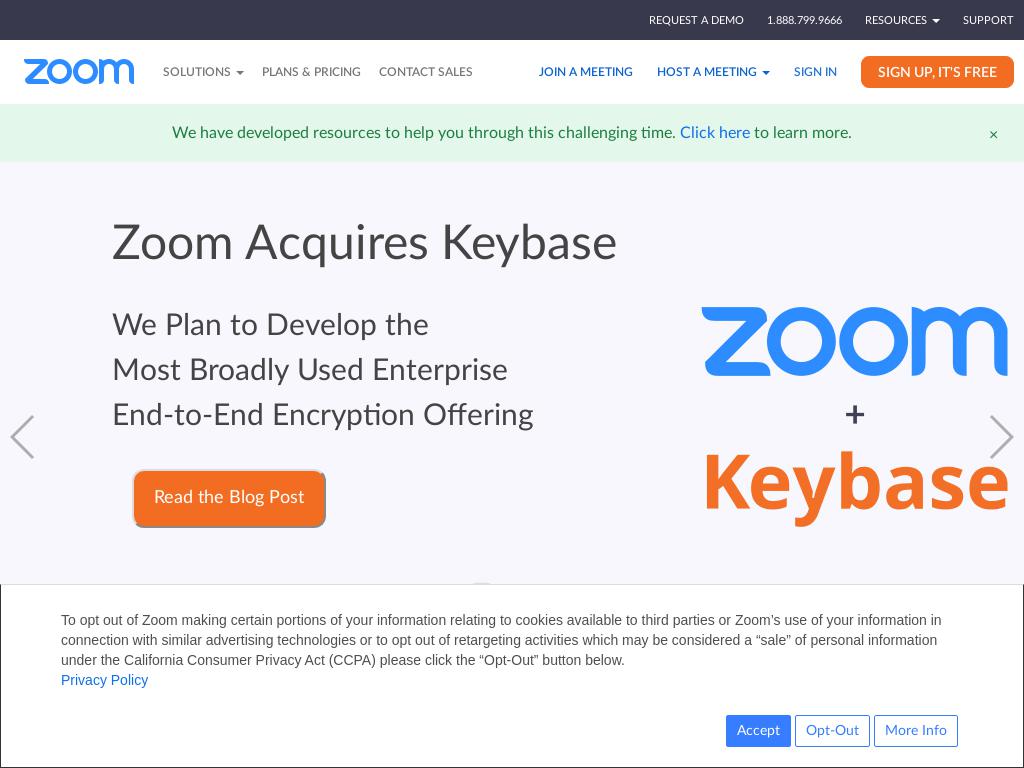 REQUEST A DEMO 1.888.799.9666 RESOURCES SUPPORT
zoom SOLUTIONS PLANS & PRICING CONTACT SALES JOIN A MEETING HOST A MEETING SIGN IN SIGN UP, IT'S FREE
We have developed resources to help you through this challenging time. Click here to learn more. ×
Zoom Acquires Keybase
We Plan to Develop the
Most Broadly Used Enterprise
End-to-End Encryption Offering
Read the Blog Post
zoom
+
Keybase
To opt out of Zoom making certain portions of your information relating to cookies available to third parties or Zoom’s use of your information in
connection with similar advertising technologies or to opt out of retargeting activities which may be considered a “sale” of personal information
under the California Consumer Privacy Act (CCPA) please click the “Opt-Out” button below.
Privacy Policy
Accept Opt-Out More Info